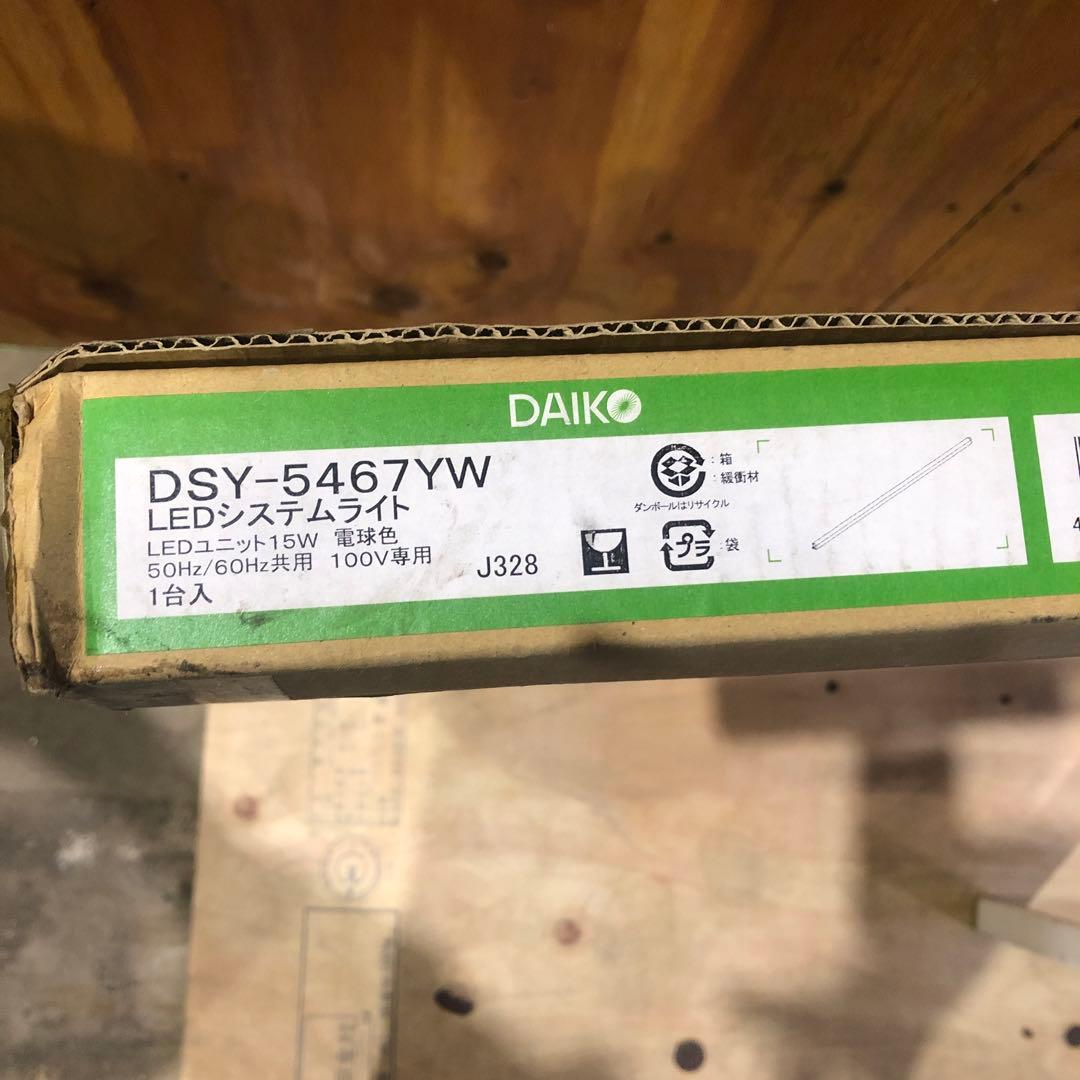 DAIKO
DSY-5467YW
LEDシステムライト
LEDユニット15W 電球色
50Hz/60Hz共用 100V専用
1台入
J328
:箱
:緩衝材
ダンボールはリサイクル
プラ
:袋
4